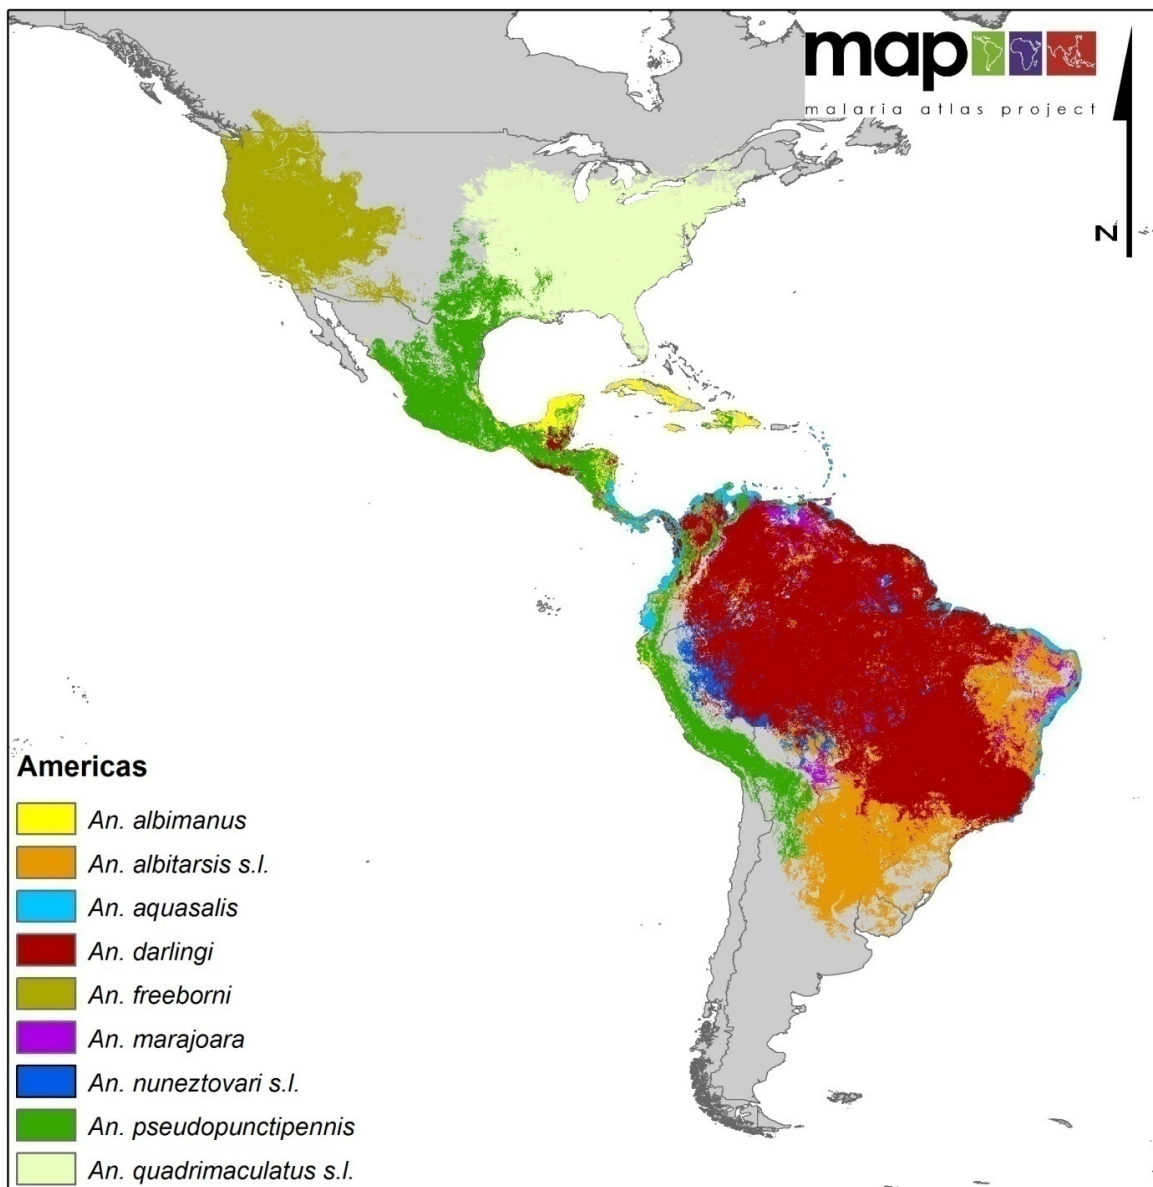 map
malaria atlas project
N
Americas
An. albimanus
An. albitarsis s.l.
An. aquasalis
An. darlingi
An. freeborni
An. marajoara
An. nuneztovari s.l.
An. pseudopunctipennis
An. quadrimaculatus s.l.